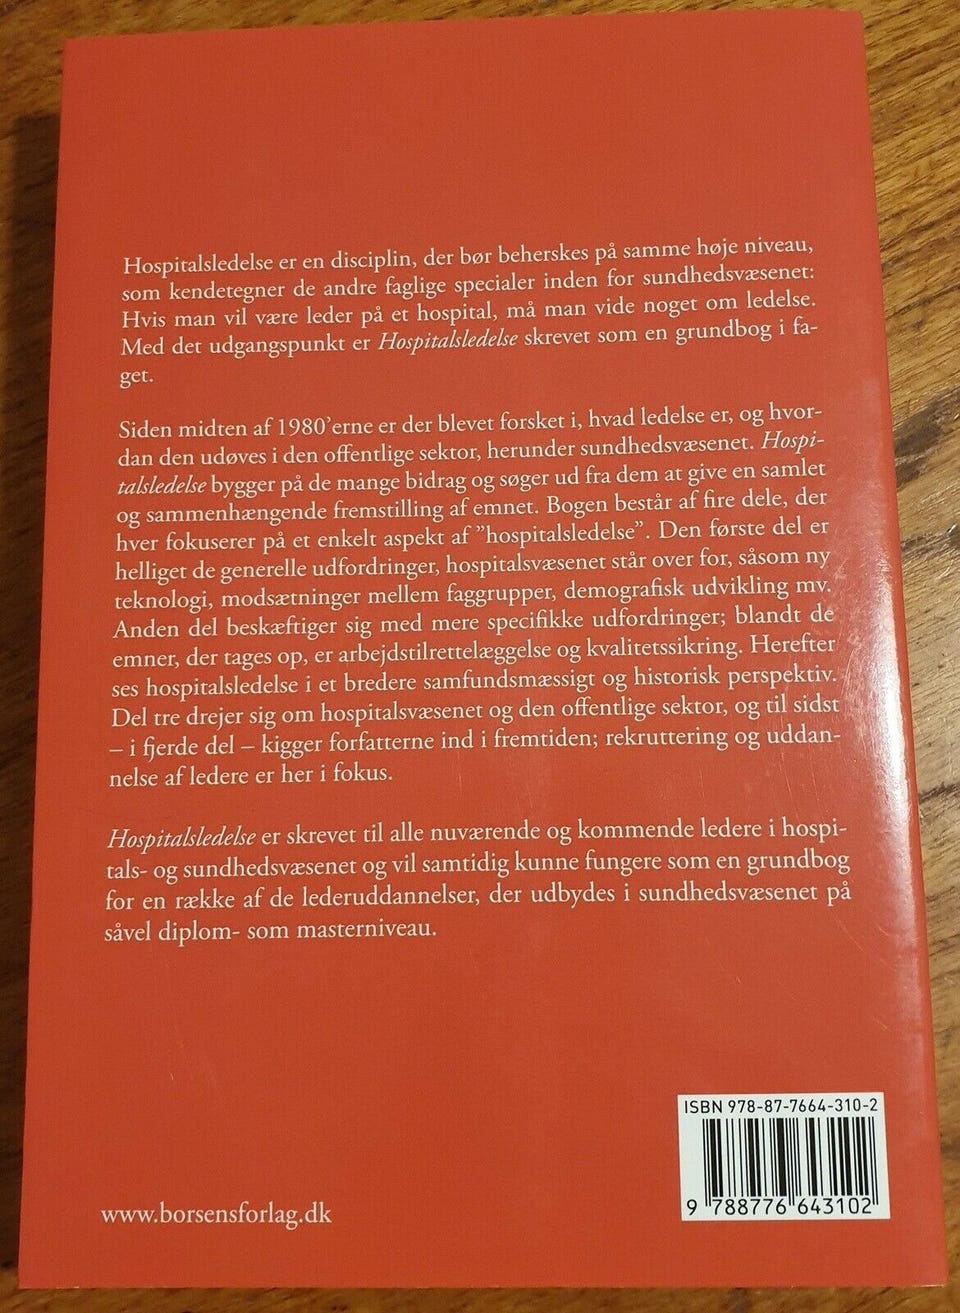 Hospitalsledelse er en disciplin, der bør beherskes på samme høje niveau,
som kendetegner de andre faglige specialer inden for sundhedsvæsenet:
Hvis man vil være leder på et hospital, må man vide noget om ledelse.
Med det udgangspunkt er Hospitalsledelse skrevet som en grundbog i fa-
get.
Siden midten af 1980'erne er der blevet forsket i, hvad ledelse er, og hvor-
dan den udøves i den offentlige sektor, herunder sundhedsvæsenet. Hospi-
talsledelse bygger på de mange bidrag og søger ud fra dem at give en samlet
og sammenhængende fremstilling af emnet. Bogen består af fire dele, der
hver fokuserer på et enkelt aspekt af ”hospitalsledelse”. Den første del er
helliget de generelle udfordringer, hospitalsvæsenet står over for, såsom ny
teknologi, modsætninger mellem faggrupper, demografisk udvikling mv.
Anden del beskæftiger sig med mere specifikke udfordringer; blandt de
emner, der tages op, er arbejdstilrettelæggelse og kvalitetssikring. Herefter
ses hospitalsledelse i et bredere samfundsmæssigt og historisk perspektiv.
Del tre drejer sig om hospitalsvæsenet og den offentlige sektor, og til sidst
– i fjerde del – kigger forfatterne ind i fremtiden; rekruttering og uddan-
nelse af ledere er her i fokus.
Hospitalsledelse er skrevet til alle nuværende og kommende ledere i hospi-
tals- og sundhedsvæsenet og vil samtidig kunne fungere som en grundbog
for en række af de lederuddannelser, der udbydes i sundhedsvæsenet på
såvel diplom- som masterniveau.
ISBN 978-87-7664-310-2
9 788776 643102
www.borsensforlag.dk